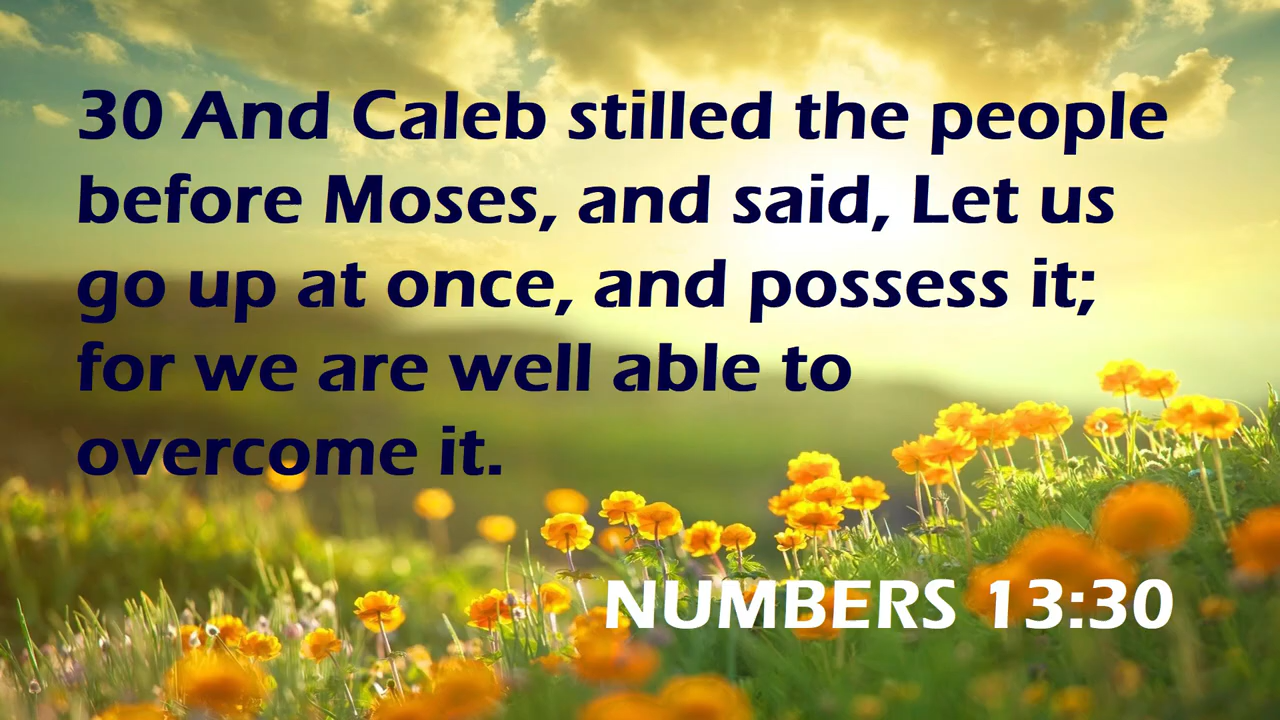 30 And Caleb stilled the people
before Moses, and said, Let us
go up at once, and possess it;
for we are well able to
overcome it.
NUMBERS 13:30